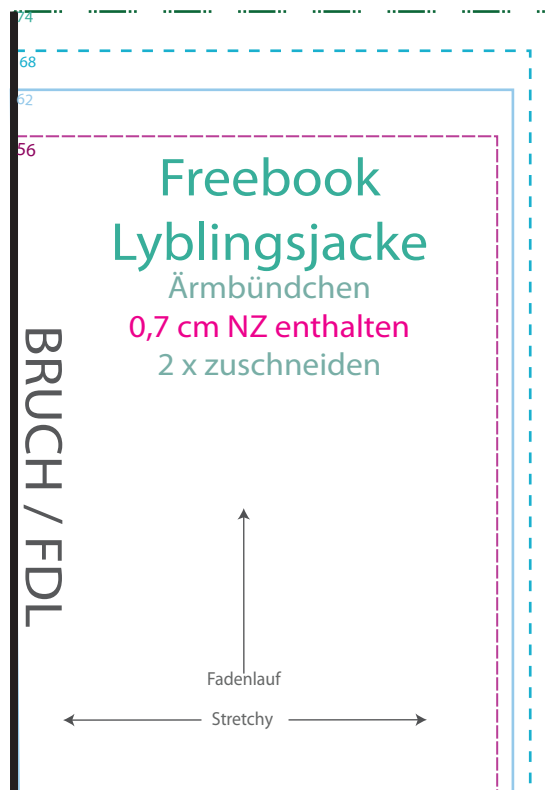 74
68
62
56
Freebook
Lyblingsjacke
Ärmbündchen
0,7 cm NZ enthalten
2 x zuschneiden
BRUCH / FDL
Fadenlauf
Stretchy